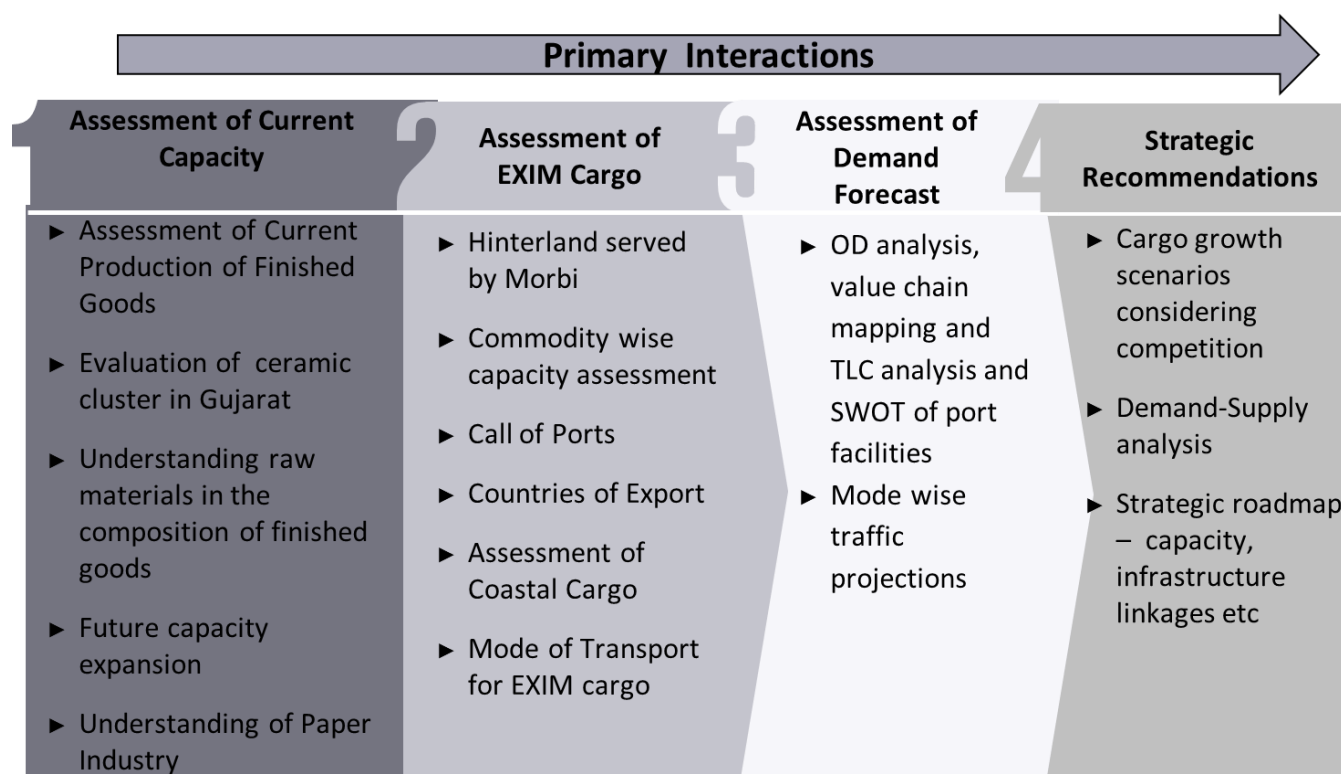 Primary Interactions
1
Assessment of Current
Capacity
► Assessment of Current
Production of Finished
Goods
► Evaluation of ceramic
cluster in Gujarat
► Understanding raw
materials in the
composition of finished
goods
► Future capacity
expansion
► Understanding of Paper
Industry
2
Assessment of
EXIM Cargo
► Hinterland served
by Morbi
► Commodity wise
capacity assessment
► Call of Ports
► Countries of Export
► Assessment of
Coastal Cargo
► Mode of Transport
for EXIM cargo
3
Assessment of
Demand
Forecast
► OD analysis,
value chain
mapping and
TLC analysis and
SWOT of port
facilities
► Mode wise
traffic
projections
4
Strategic
Recommendations
► Cargo growth
scenarios
considering
competition
► Demand-Supply
analysis
► Strategic roadmap
– capacity,
infrastructure
linkages etc